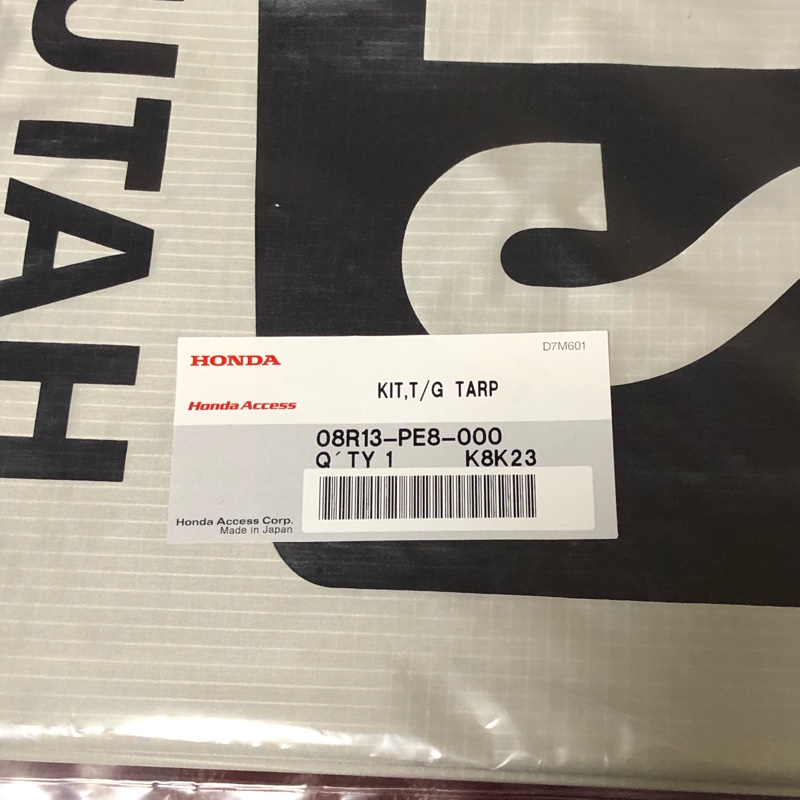 UTAH
HONDA
D7M601
KIT,T/G TARP
Honda Access
08R13-PE8-000
Q´TY 1 K8K23
Honda Access Corp.
Made in Japan